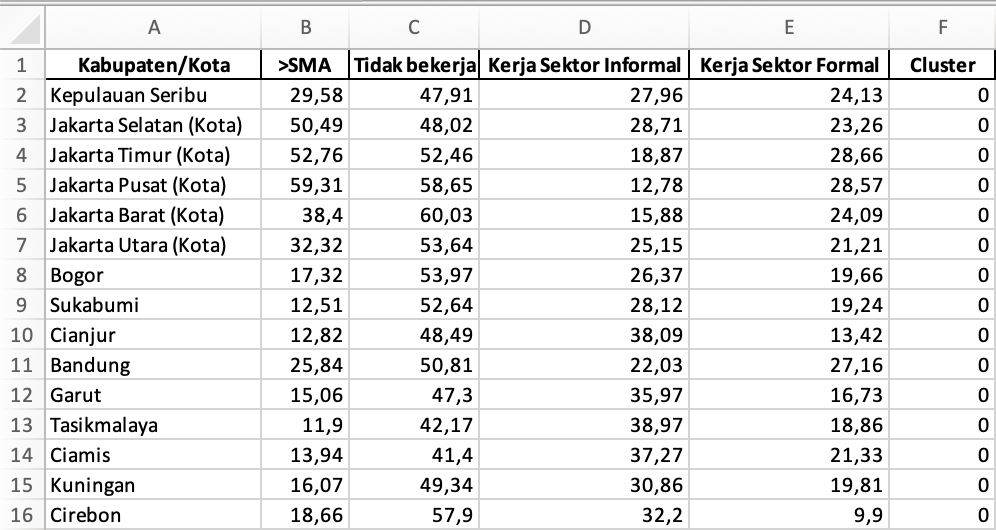 A B C D E F
1 Kabupaten/Kota >SMA Tidak bekerja Kerja Sektor Informal Kerja Sektor Formal Cluster
2 Kepulauan Seribu 29,58 47,91 27,96 24,13 0
3 Jakarta Selatan (Kota) 50,49 48,02 28,71 23,26 0
4 Jakarta Timur (Kota) 52,76 52,46 18,87 28,66 0
5 Jakarta Pusat (Kota) 59,31 58,65 12,78 28,57 0
6 Jakarta Barat (Kota) 38,4 60,03 15,88 24,09 0
7 Jakarta Utara (Kota) 32,32 53,64 25,15 21,21 0
8 Bogor 17,32 53,97 26,37 19,66 0
9 Sukabumi 12,51 52,64 28,12 19,24 0
10 Cianjur 12,82 48,49 38,09 13,42 0
11 Bandung 25,84 50,81 22,03 27,16 0
12 Garut 15,06 47,3 35,97 16,73 0
13 Tasikmalaya 11,9 42,17 38,97 18,86 0
14 Ciamis 13,94 41,4 37,27 21,33 0
15 Kuningan 16,07 49,34 30,86 19,81 0
16 Cirebon 18,66 57,9 32,2 9,9 0